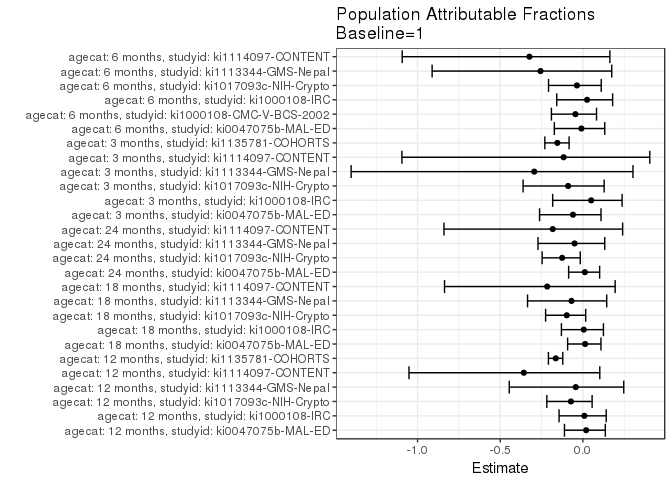 Population Attributable Fractions
Baseline=1
agecat: 6 months, studyid: ki1114097-CONTENT
agecat: 6 months, studyid: ki1113344-GMS-Nepal
agecat: 6 months, studyid: ki1017093c-NIH-Crypto
agecat: 6 months, studyid: ki1000108-IRC
agecat: 6 months, studyid: ki1000108-CMC-V-BCS-2002
agecat: 6 months, studyid: ki0047075b-MAL-ED
agecat: 3 months, studyid: ki1135781-COHORTS
agecat: 3 months, studyid: ki1114097-CONTENT
agecat: 3 months, studyid: ki1113344-GMS-Nepal
agecat: 3 months, studyid: ki1017093c-NIH-Crypto
agecat: 3 months, studyid: ki1000108-IRC
agecat: 3 months, studyid: ki0047075b-MAL-ED
agecat: 24 months, studyid: ki1114097-CONTENT
agecat: 24 months, studyid: ki1113344-GMS-Nepal
agecat: 24 months, studyid: ki1017093c-NIH-Crypto
agecat: 24 months, studyid: ki0047075b-MAL-ED
agecat: 18 months, studyid: ki1114097-CONTENT
agecat: 18 months, studyid: ki1113344-GMS-Nepal
agecat: 18 months, studyid: ki1017093c-NIH-Crypto
agecat: 18 months, studyid: ki1000108-IRC
agecat: 18 months, studyid: ki0047075b-MAL-ED
agecat: 12 months, studyid: ki1135781-COHORTS
agecat: 12 months, studyid: ki1114097-CONTENT
agecat: 12 months, studyid: ki1113344-GMS-Nepal
agecat: 12 months, studyid: ki1017093c-NIH-Crypto
agecat: 12 months, studyid: ki1000108-IRC
agecat: 12 months, studyid: ki0047075b-MAL-ED
-1.0 -0.5 0.0
Estimate